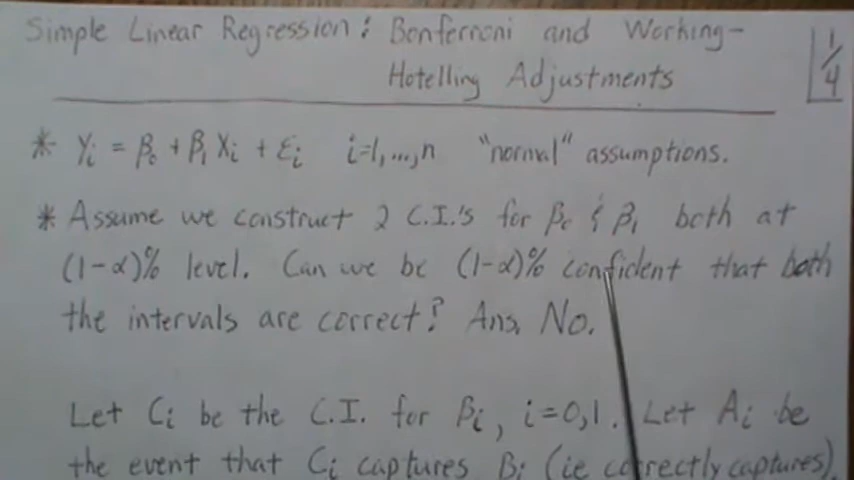 Simple Linear Regression: Bonferroni and Working-
Hotelling Adjustments
1/4
* Yi = β₀ + β₁ Xi + εi i=1,...,n "normal" assumptions.
* Assume we construct 2 C.I.'s for β₀ & β₁ both at
(1-α)% level. Can we be (1-α)% confident that both
the intervals are correct? Ans. No.
Let Ci be the C.I. for βi, i=0,1. Let Ai be
the event that Ci captures Bi (ie correctly captures)